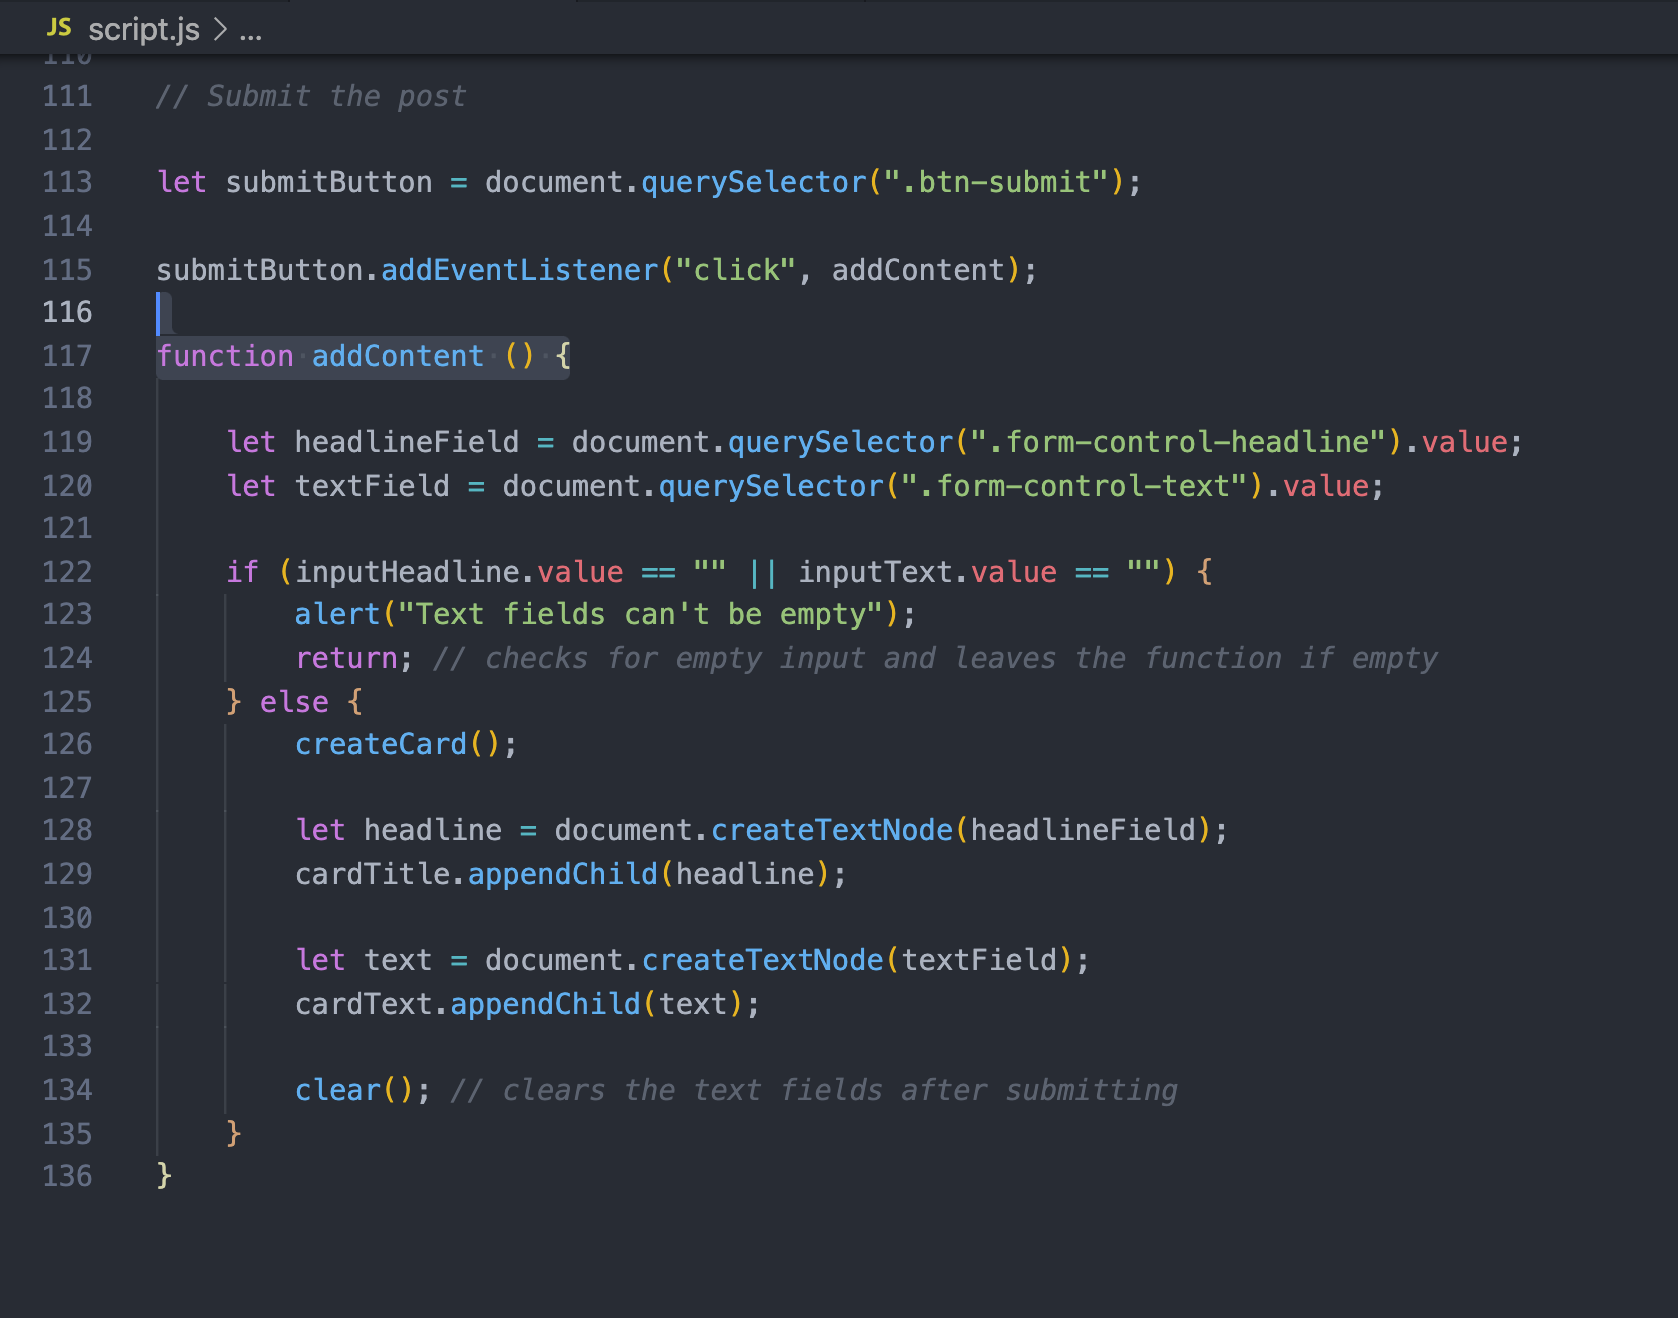 JS script.js > ...
110
111 // Submit the post
112
113 let submitButton = document.querySelector(".btn-submit");
114
115 submitButton.addEventListener("click", addContent);
116
117 function addContent () {
118
119     let headlineField = document.querySelector(".form-control-headline").value;
120     let textField = document.querySelector(".form-control-text").value;
121
122     if (inputHeadline.value == "" || inputText.value == "") {
123         alert("Text fields can't be empty");
124         return; // checks for empty input and leaves the function if empty
125     } else {
126         createCard();
127
128         let headline = document.createTextNode(headlineField);
129         cardTitle.appendChild(headline);
130
131         let text = document.createTextNode(textField);
132         cardText.appendChild(text);
133
134         clear(); // clears the text fields after submitting
135     }
136 }